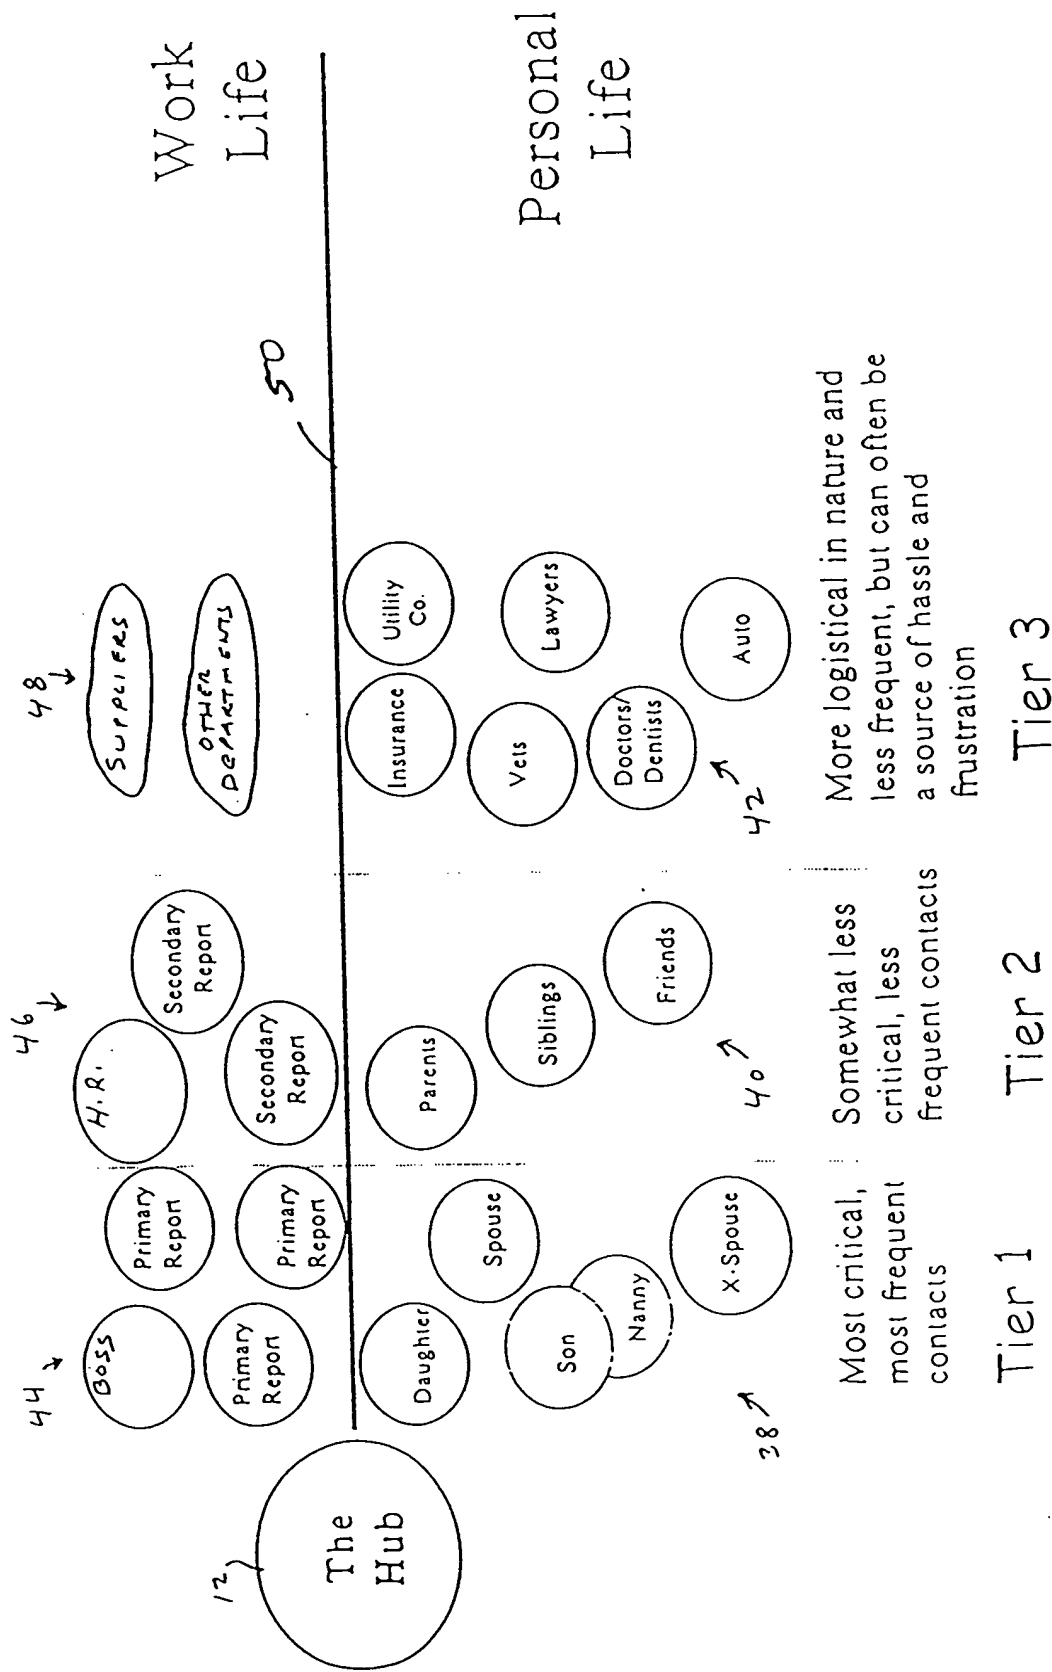 Work
Life
Personal
Life
50
12
The
Hub
44
BOSS
Primary
Report
Primary
Report
Primary
Report
46
H.R.
Secondary
Report
Secondary
Report
48
SUPPLIERS
OTHER
DEPARTMENTS
Daughter
Spouse
Son
Nanny
X-Spouse
38
Parents
Siblings
Friends
40
Insurance
Utility
Co.
Vets
Lawyers
Doctors/
Dentists
Auto
42
Most critical,
most frequent
contacts
Tier 1
Somewhat less
critical, less
frequent contacts
Tier 2
More logistical in nature and
less frequent, but can often be
a source of hassle and
frustration
Tier 3